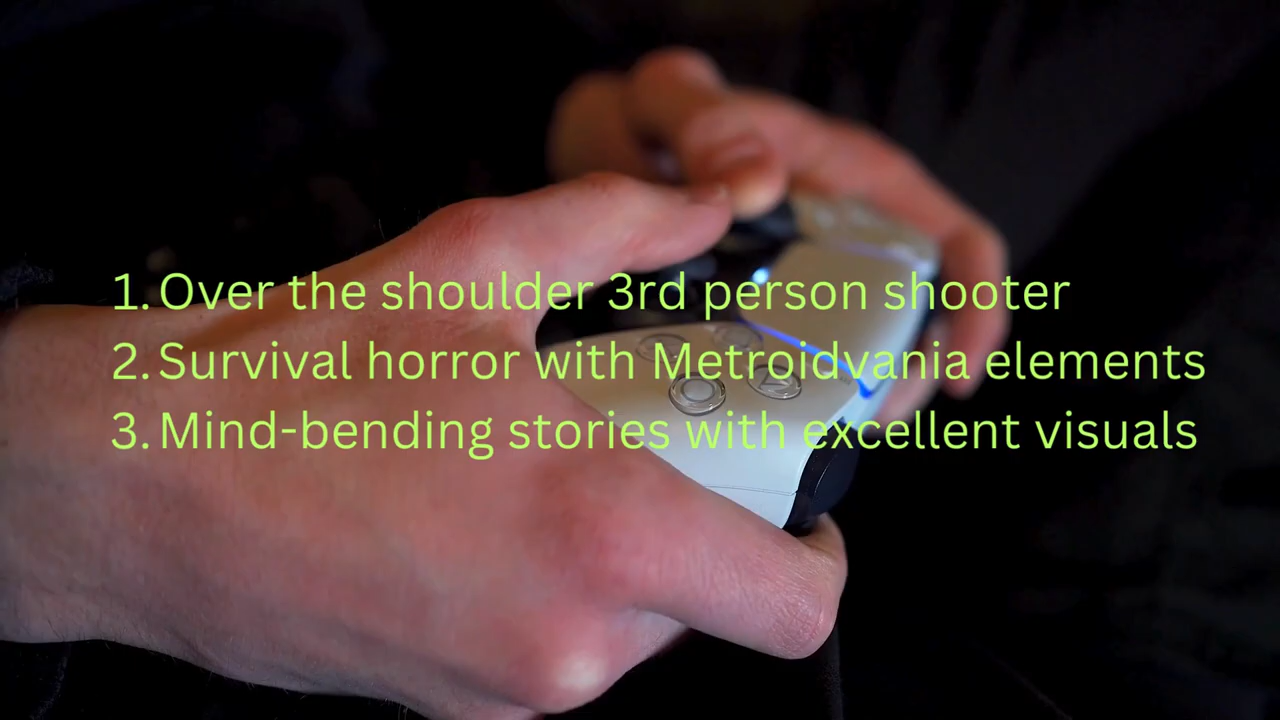 1. Over the shoulder 3rd person shooter
2. Survival horror with Metroidvania elements
3. Mind-bending stories with excellent visuals